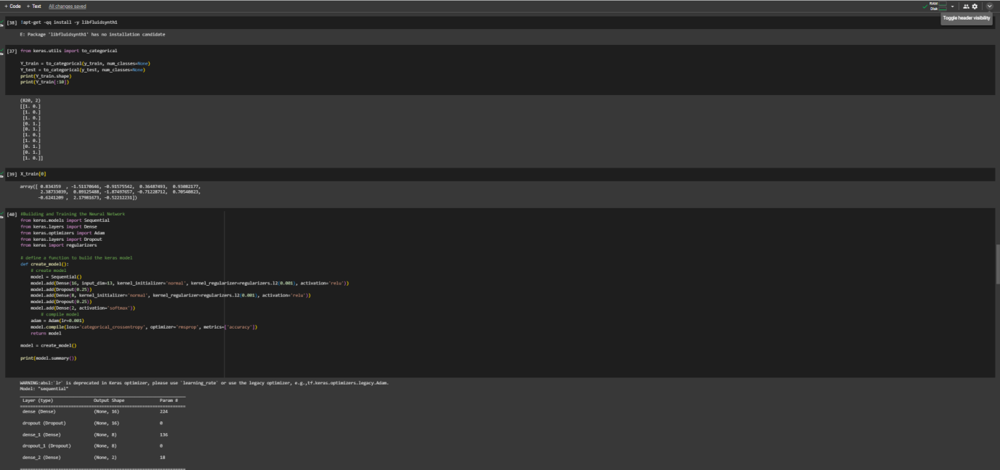 + Code + Text All changes saved
RAM
Disk
Toggle header visibility
[38] !apt-get -qq install -y libfluidsynth1
E: Package 'libfluidsynth1' has no installation candidate
[37] from keras.utils import to_categorical
Y_train = to_categorical(y_train, num_classes=None)
Y_test = to_categorical(y_test, num_classes=None)
print(Y_train.shape)
print(Y_train[:10])
(820, 2)
[[1. 0.]
[1. 0.]
[1. 0.]
[0. 1.]
[0. 1.]
[1. 0.]
[1. 0.]
[0. 1.]
[0. 1.]
[1. 0.]]
[39] X_train[0]
array([ 0.834359 , -1.51170646, -0.91575542, 0.36487493, 0.93082177,
2.38733039, 0.89125488, -1.87497657, -0.71228712, 0.70540823,
-0.6241209 , 2.17981673, -0.52212231])
[40] #Building and Training the Neural Network
from keras.models import Sequential
from keras.layers import Dense
from keras.optimizers import Adam
from keras.layers import Dropout
from keras import regularizers
# define a function to build the keras model
def create_model():
# create model
model = Sequential()
model.add(Dense(16, input_dim=13, kernel_initializer='normal', kernel_regularizer=regularizers.l2(0.001), activation='relu'))
model.add(Dropout(0.25))
model.add(Dense(8, kernel_initializer='normal', kernel_regularizer=regularizers.l2(0.001), activation='relu'))
model.add(Dropout(0.25))
model.add(Dense(2, activation='softmax'))
# compile model
adam = Adam(lr=0.001)
model.compile(loss='categorical_crossentropy', optimizer='rmsprop', metrics=['accuracy'])
return model
model = create_model()
print(model.summary())
WARNING:absl:`lr` is deprecated in Keras optimizer, please use `learning_rate` or use the legacy optimizer, e.g.,tf.keras.optimizers.legacy.Adam.
Model: "sequential"
Layer (type) Output Shape Param #
dense (Dense) (None, 16) 224
dropout (Dropout) (None, 16) 0
dense_1 (Dense) (None, 8) 136
dropout_1 (Dropout) (None, 8) 0
dense_2 (Dense) (None, 2) 18